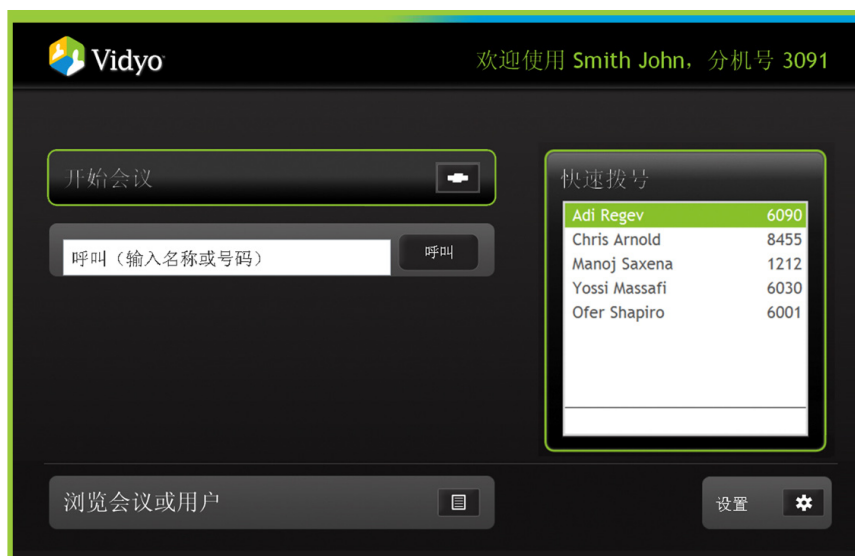 Vidyo
欢迎使用 Smith John，分机号 3091
开始会议
呼叫（输入名称或号码）
呼叫
快速拨号
Adi Regev 6090
Chris Arnold 8455
Manoj Saxena 1212
Yossi Massafi 6030
Ofer Shapiro 6001
浏览会议或用户
设置